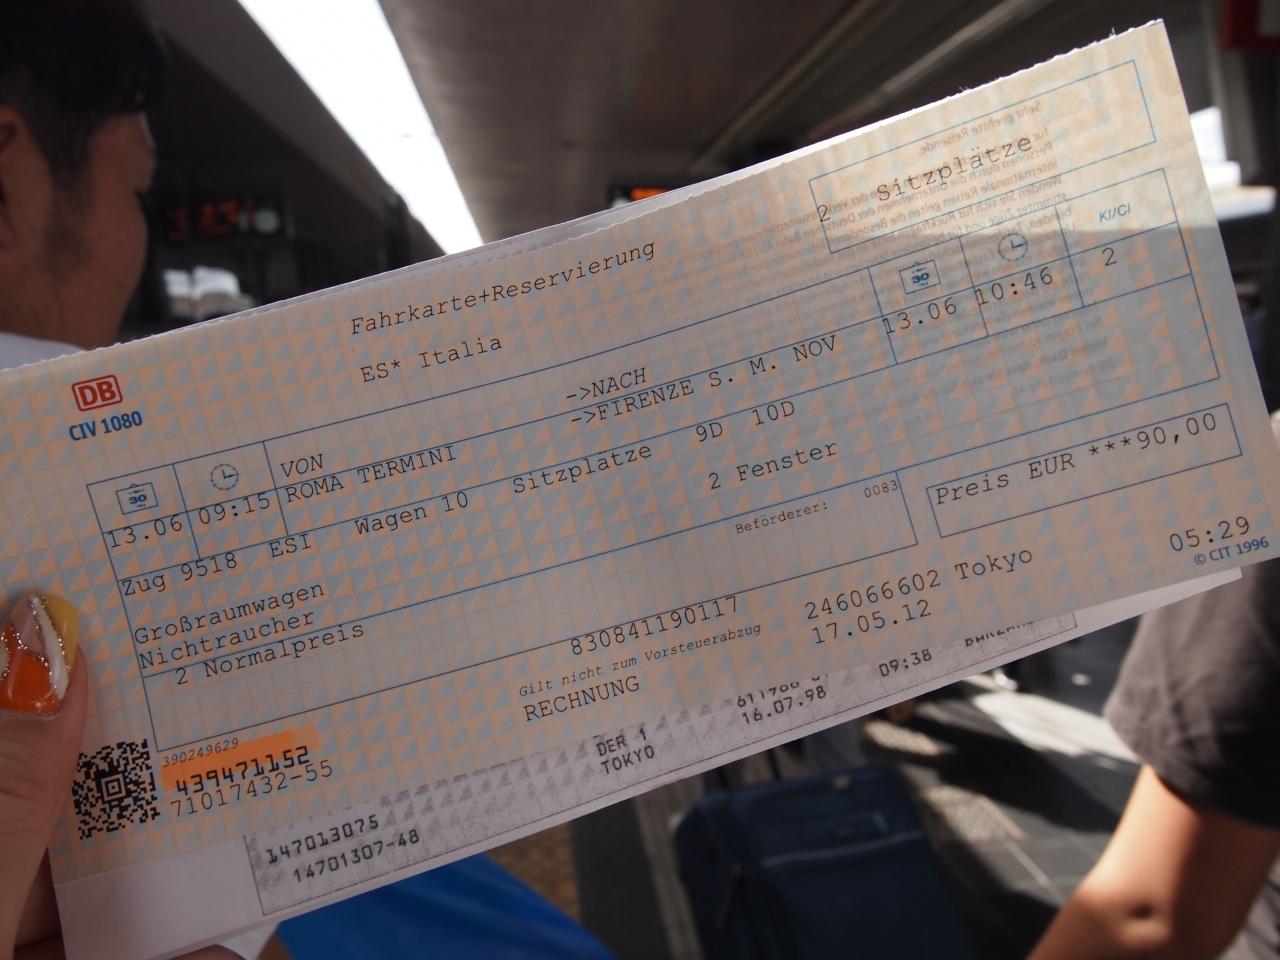 Fahrkarte+Reservierung
ES* Italia
2 Sitzplätze
DB
CIV 1080
VON ->NACH
KI/CI
13.06 09:15 ROMA TERMINI ->FIRENZE S. M. NOV 13.06 10:46 2
Zug 9518 ESI Wagen 10 Sitzplätze 9D 10D
Großraumwagen 2 Fenster
Nichtraucher
Beförderer: 0083
2 Normalpreis
Preis EUR ***90,00
830841190117
246066602 Tokyo
05:29
Gilt nicht zum Vorsteuerabzug
17.05.12
© CIT 1996
RECHNUNG
390249629
439471152
71017432-55
DER 1
16.07.98
09:38
TOKYO
147013075
14701307-48